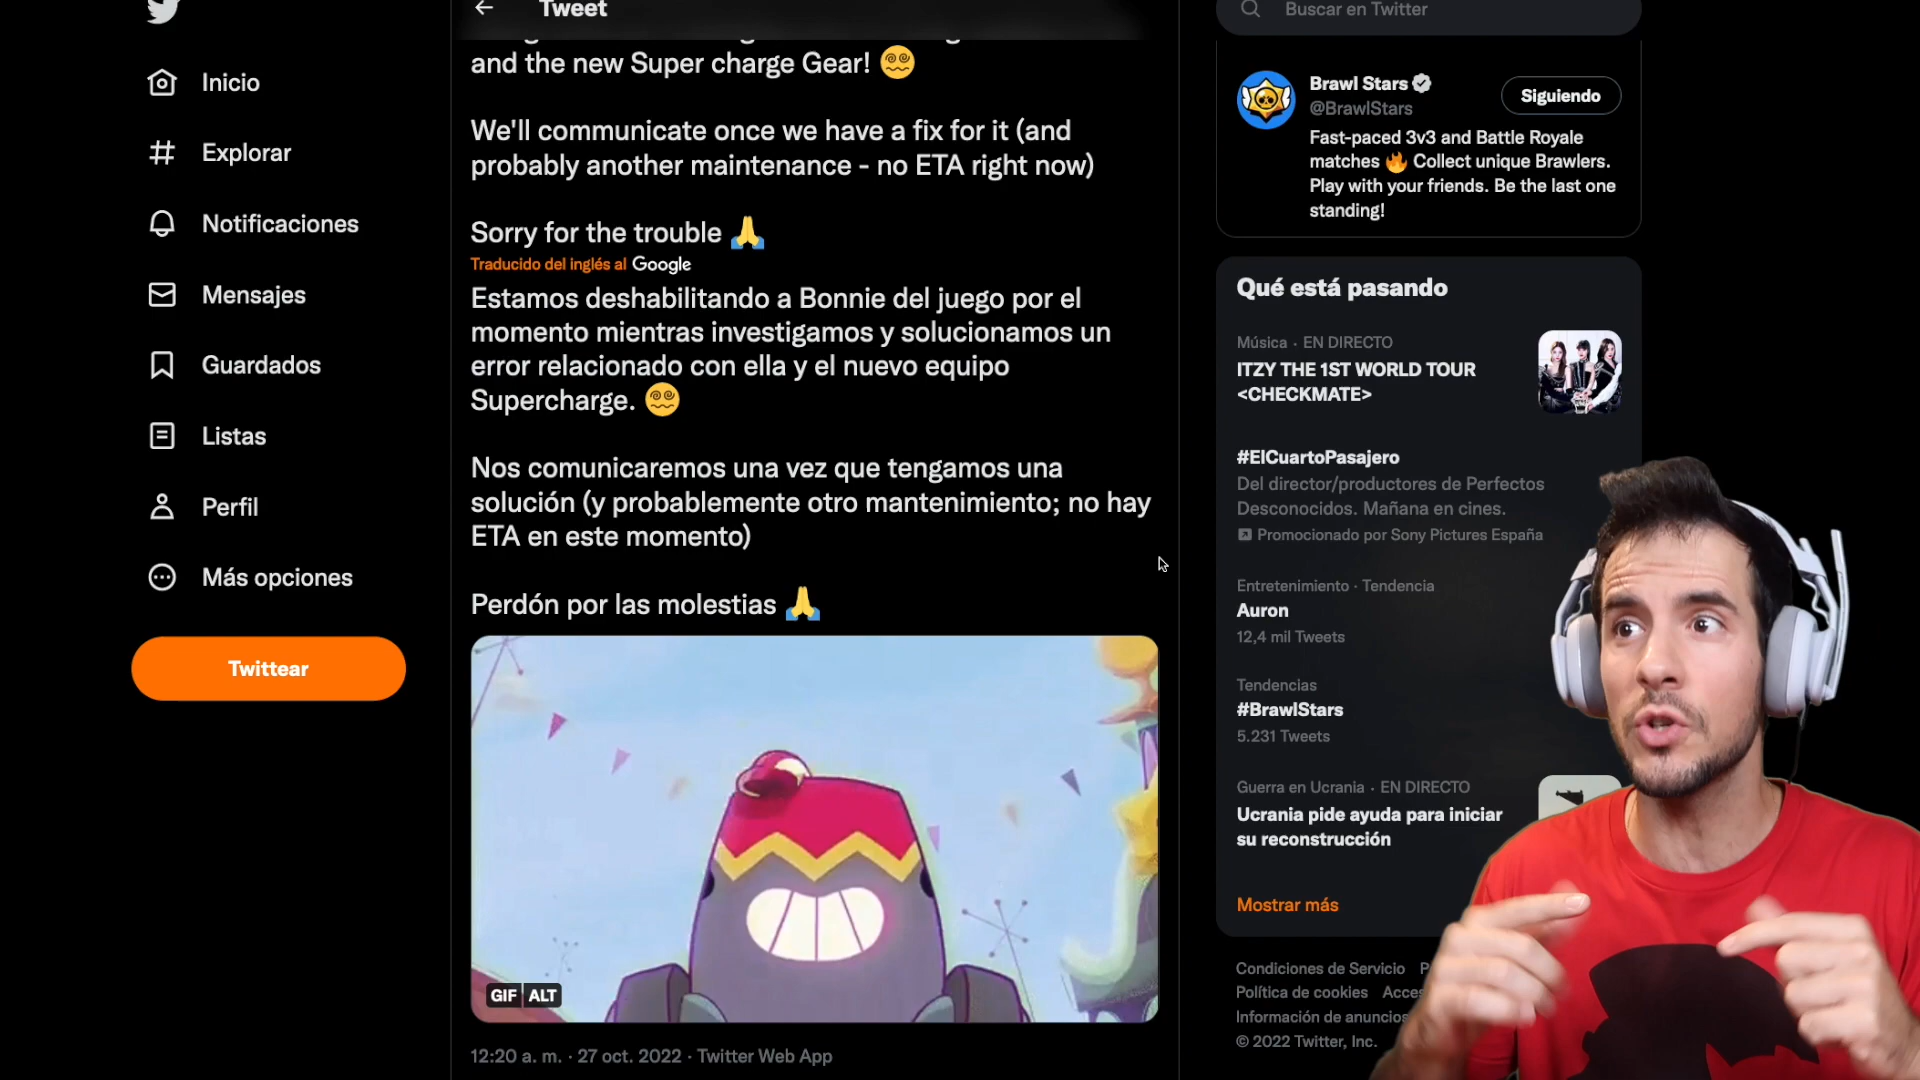 Tweet
Buscar en Twitter
Inicio
Explorar
Notificaciones
Mensajes
Guardados
Listas
Perfil
Más opciones
Twittear
and the new Super charge Gear! 😵‍💫
We'll communicate once we have a fix for it (and
probably another maintenance - no ETA right now)
Sorry for the trouble 🙏
Traducido del inglés al Google
Estamos deshabilitando a Bonnie del juego por el
momento mientras investigamos y solucionamos un
error relacionado con ella y el nuevo equipo
Supercharge. 😵‍💫
Nos comunicaremos una vez que tengamos una
solución (y probablemente otro mantenimiento; no hay
ETA en este momento)
Perdón por las molestias 🙏
GIF ALT
12:20 a. m. · 27 oct. 2022 · Twitter Web App
Brawl Stars
@BrawlStars
Siguiendo
Fast-paced 3v3 and Battle Royale
matches 🔥 Collect unique Brawlers.
Play with your friends. Be the last one
standing!
Qué está pasando
Música · EN DIRECTO
ITZY THE 1ST WORLD TOUR
<CHECKMATE>
#ElCuartoPasajero
Del director/productores de Perfectos
Desconocidos. Mañana en cines.
Promocionado por Sony Pictures España
Entretenimiento · Tendencia
Auron
12,4 mil Tweets
Tendencias
#BrawlStars
5.231 Tweets
Guerra en Ucrania · EN DIRECTO
Ucrania pide ayuda para iniciar
su reconstrucción
Mostrar más
Condiciones de Servicio
Política de cookies
Información de anuncios
© 2022 Twitter, Inc.